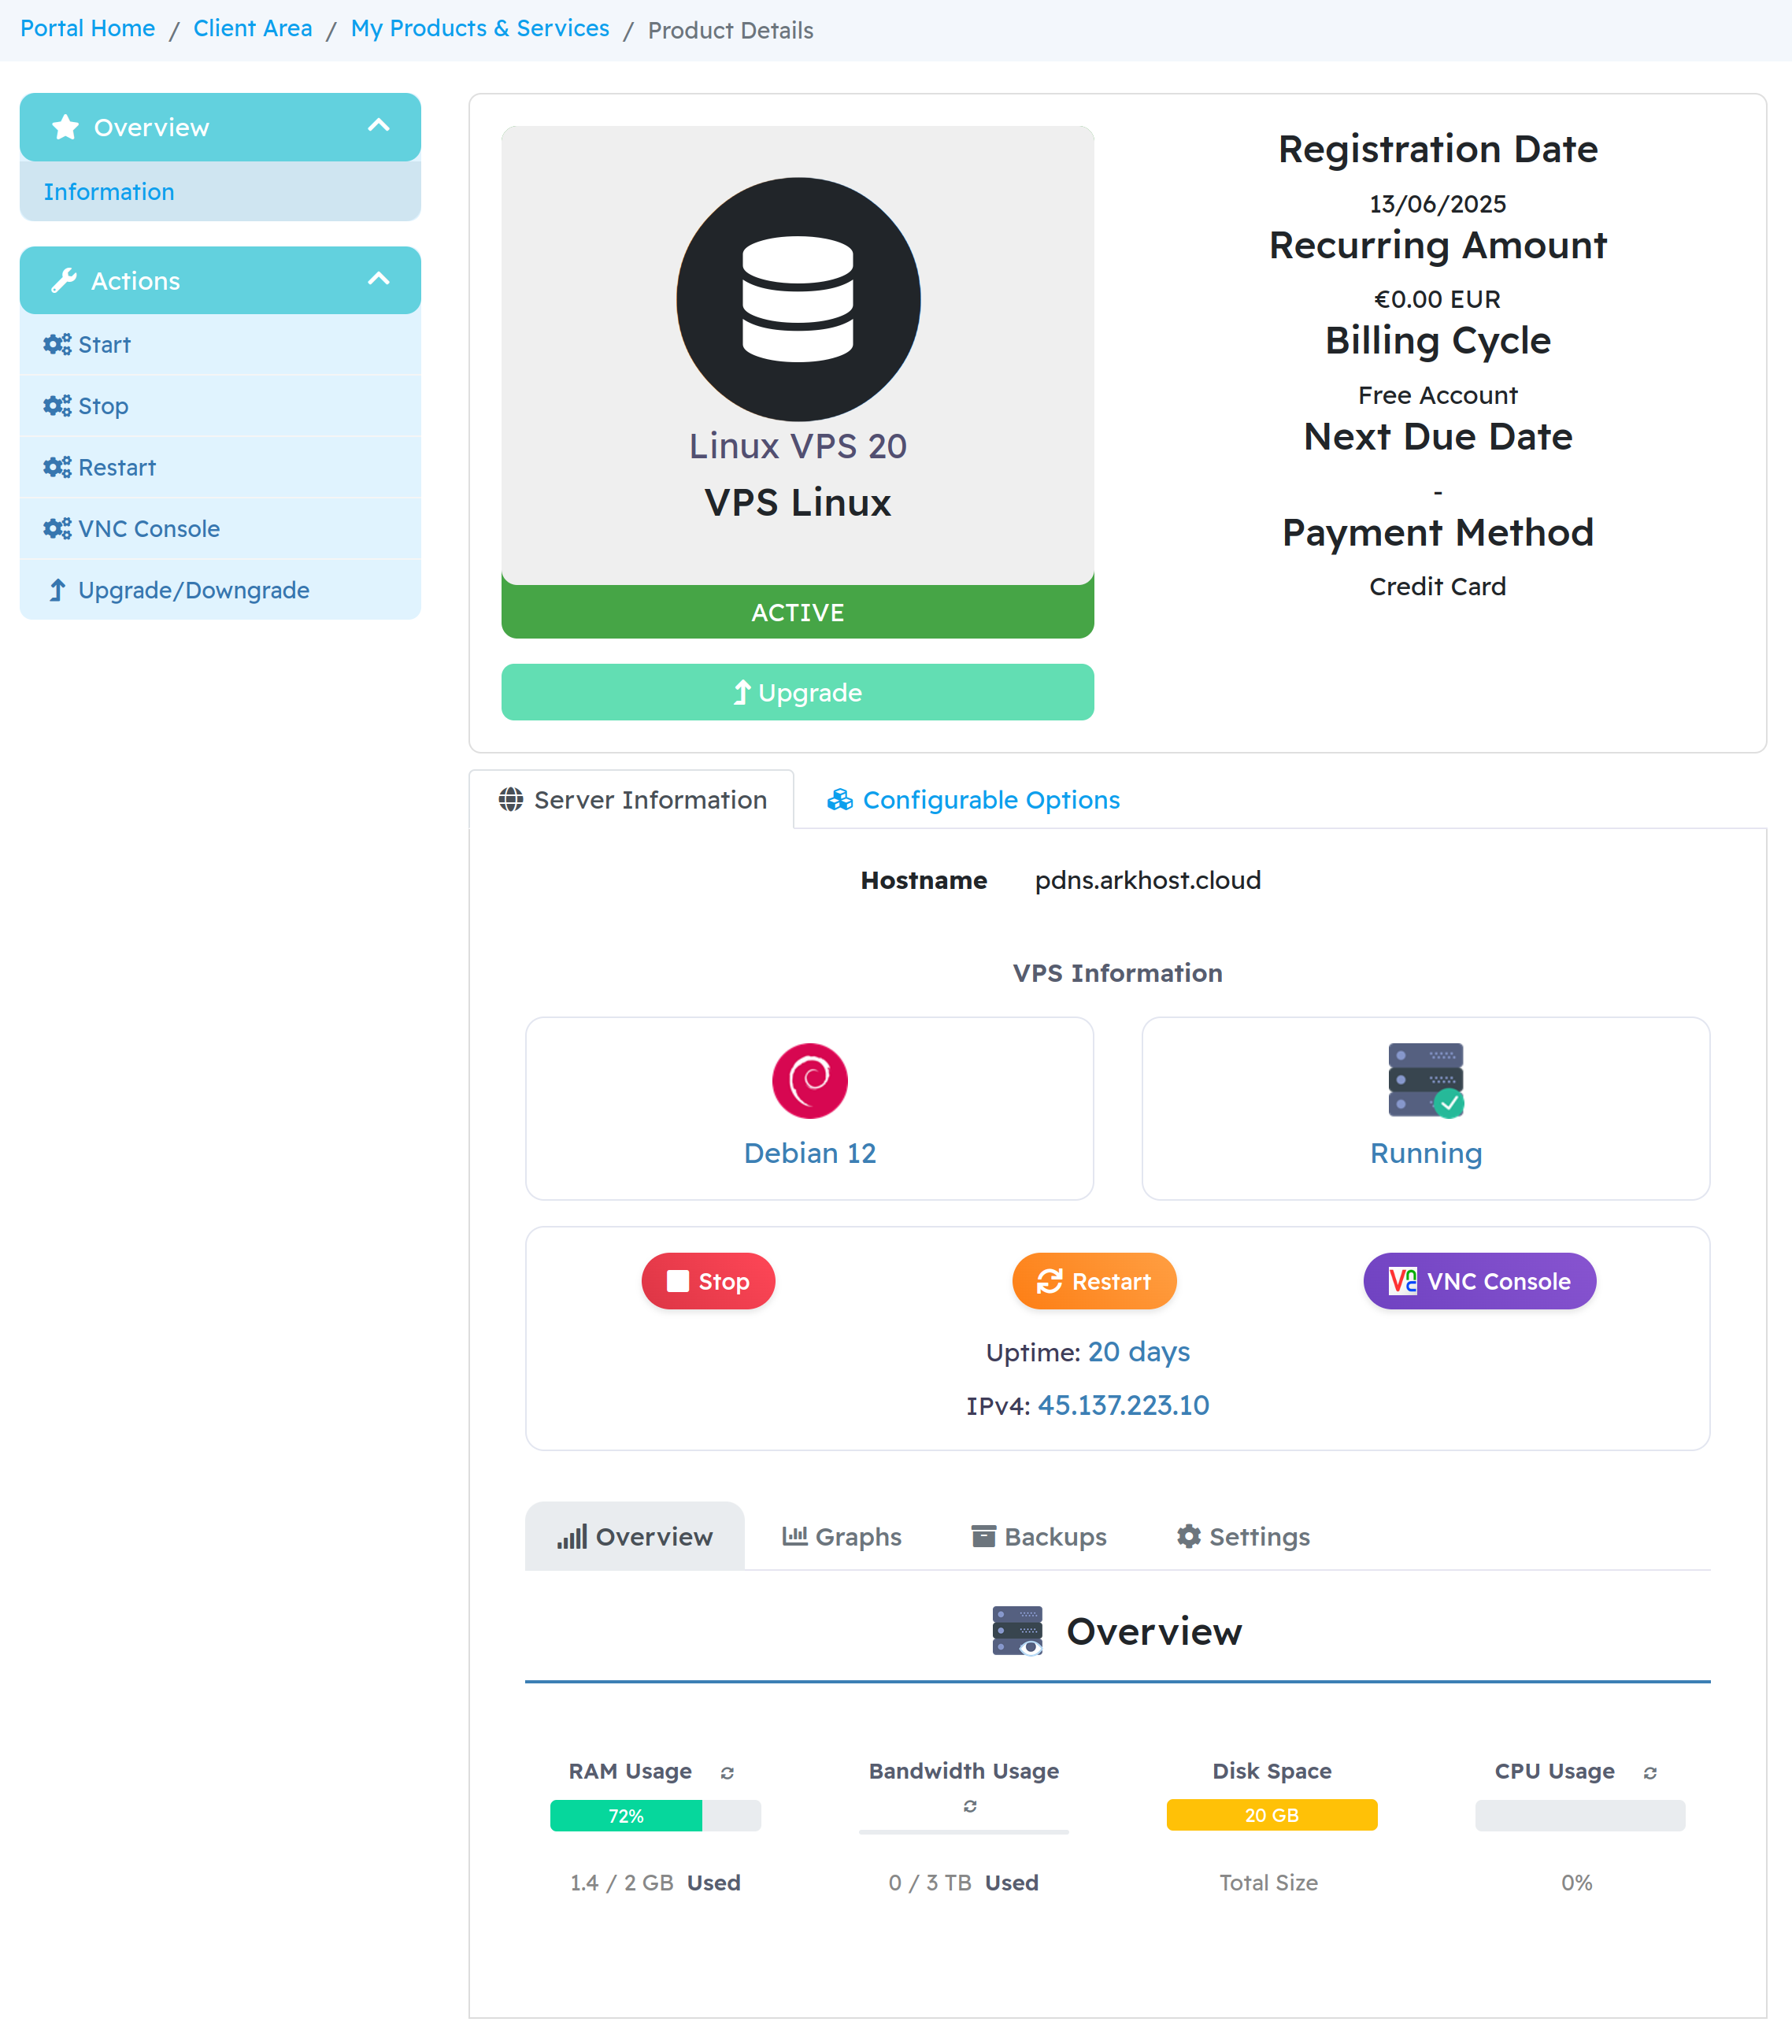 Portal Home / Client Area / My Products & Services / Product Details
Overview
Information
Actions
Start
Stop
Restart
VNC Console
Upgrade/Downgrade
Linux VPS 20
VPS Linux
ACTIVE
Upgrade
Registration Date
13/06/2025
Recurring Amount
€0.00 EUR
Billing Cycle
Free Account
Next Due Date
-
Payment Method
Credit Card
Server Information
Configurable Options
Hostname pdns.arkhost.cloud
VPS Information
Debian 12
Running
Stop
Restart
VNC VNC Console
Uptime: 20 days
IPv4: 45.137.223.10
Overview
Graphs
Backups
Settings
Overview
RAM Usage
72%
1.4 / 2 GB Used
Bandwidth Usage
0 / 3 TB Used
Disk Space
20 GB
Total Size
CPU Usage
0%